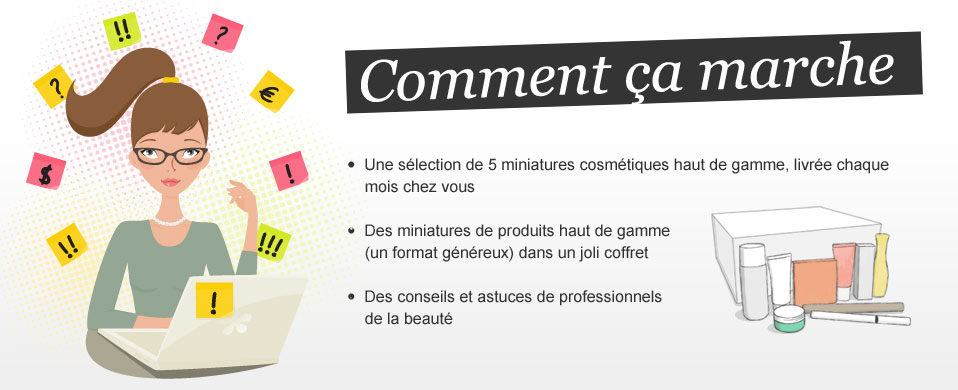 !!
?
?
€
$
!
!!
!!!
!
Comment ça marche
• Une sélection de 5 miniatures cosmétiques haut de gamme, livrée chaque
mois chez vous
• Des miniatures de produits haut de gamme
(un format généreux) dans un joli coffret
• Des conseils et astuces de professionnels
de la beauté